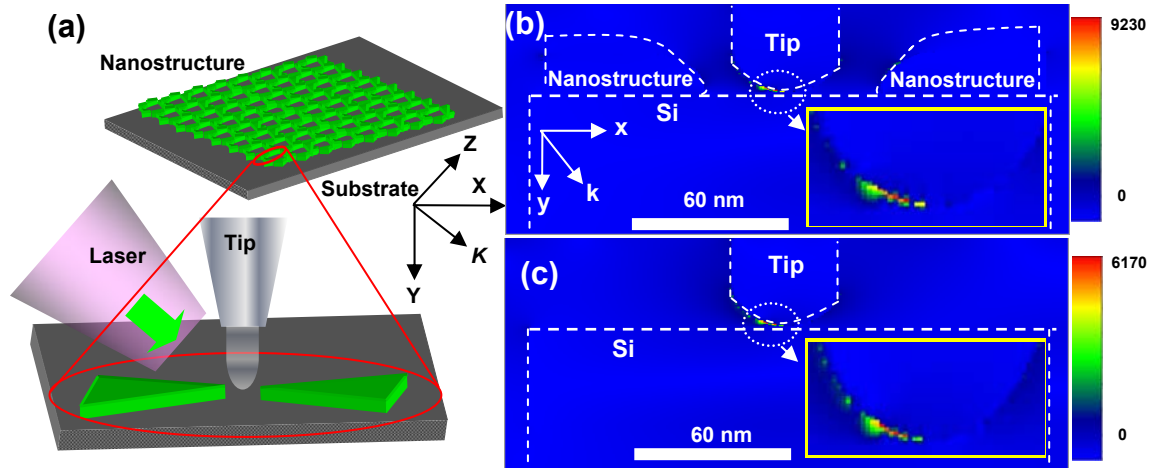 (a)
Nanostructure
Z
Substrate
X
K
Y
Laser
Tip
(b)
Tip
Nanostructure
Nanostructure
Si
x
k
y
60 nm
9230
0
(c)
Tip
Si
60 nm
6170
0